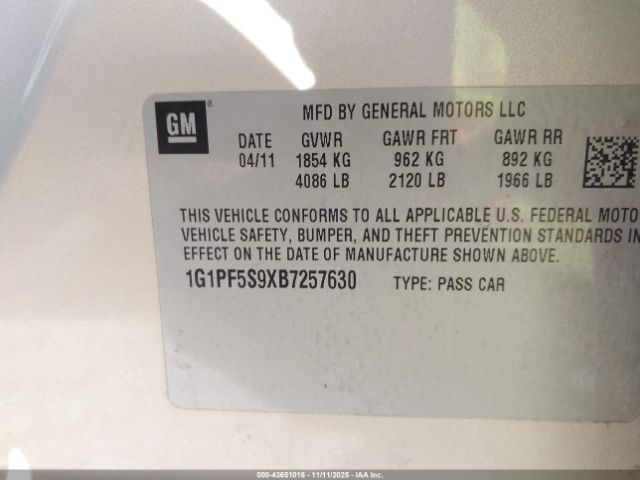 GM ®
MFD BY GENERAL MOTORS LLC
DATE GVWR GAWR FRT GAWR RR
04/11 1854 KG 962 KG 892 KG
4086 LB 2120 LB 1966 LB
THIS VEHICLE CONFORMS TO ALL APPLICABLE U.S. FEDERAL MOTO
VEHICLE SAFETY, BUMPER, AND THEFT PREVENTION STANDARDS IN
EFFECT ON THE DATE OF MANUFACTURE SHOWN ABOVE.
1G1PF5S9XB7257630 TYPE: PASS CAR
000-43651016 - 11/11/2025 - IAA Inc.